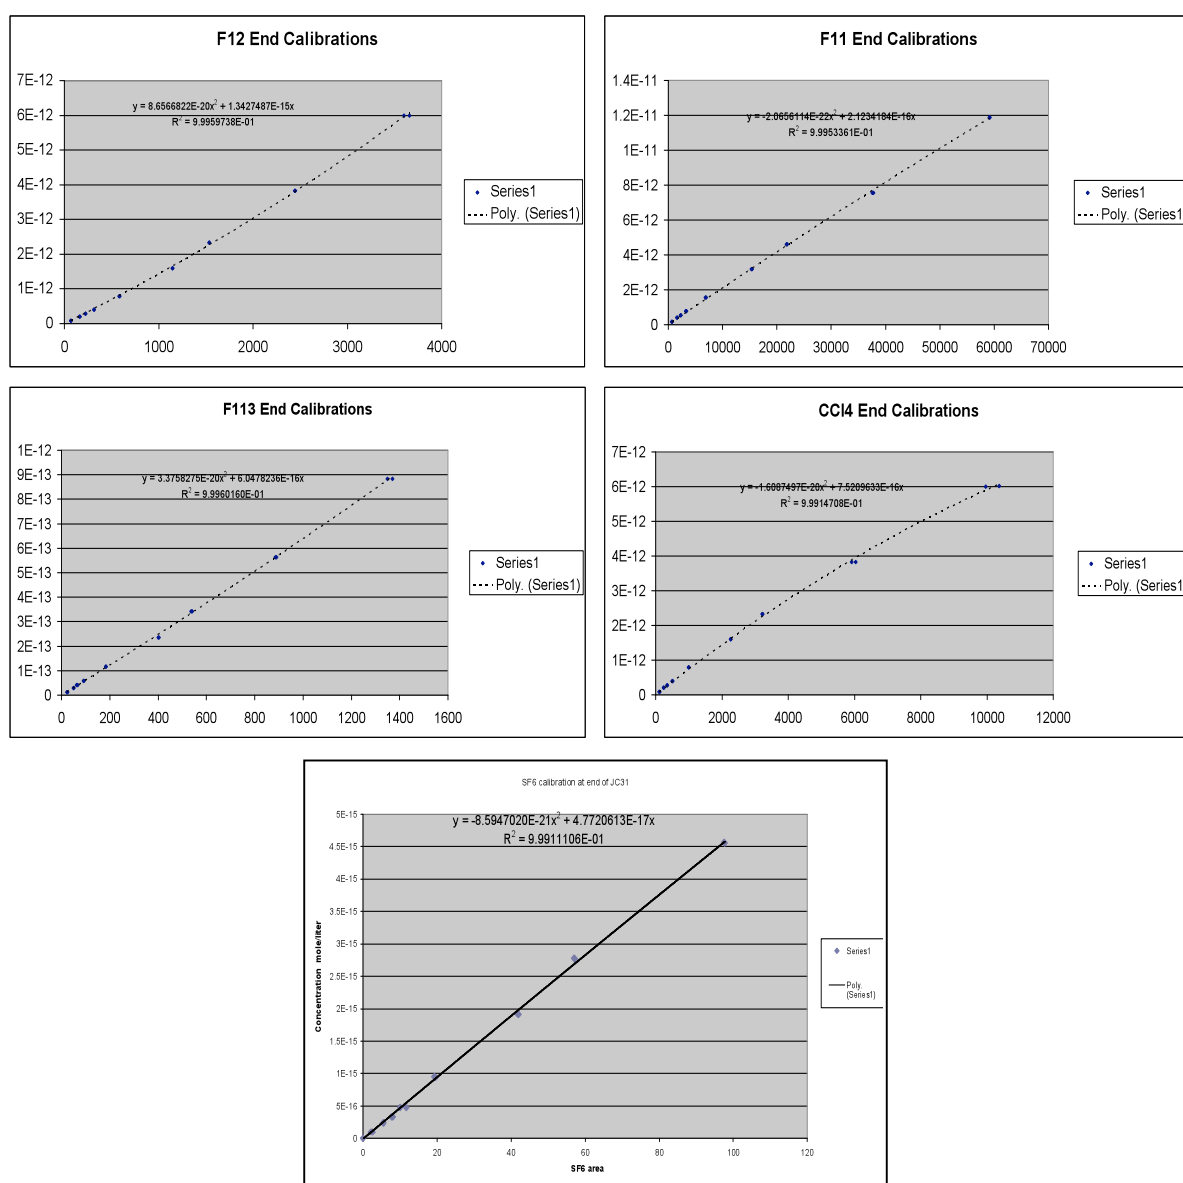 F12 End Calibrations
7E-12
6E-12
5E-12
4E-12
3E-12
2E-12
1E-12
0
y = 8.6566822E-20x² + 1.3427487E-15x
R² = 9.9959738E-01
0 1000 2000 3000 4000
Series1
Poly. (Series1)
F11 End Calibrations
1.4E-11
1.2E-11
1E-11
8E-12
6E-12
4E-12
2E-12
0
y = -2.0656114E-22x² + 2.1234184E-16x
R² = 9.9953361E-01
0 10000 20000 30000 40000 50000 60000 70000
Series1
Poly. (Series1
F113 End Calibrations
1E-12
9E-13
8E-13
7E-13
6E-13
5E-13
4E-13
3E-13
2E-13
1E-13
0
y = 3.3758275E-20x² + 6.0478236E-16x
R² = 9.9960160E-01
0 200 400 600 800 1000 1200 1400 1600
Series1
Poly. (Series1)
CCl4 End Calibrations
7E-12
6E-12
5E-12
4E-12
3E-12
2E-12
1E-12
0
y = -1.6087497E-20x² + 7.5209633E-16x
R² = 9.9914708E-01
0 2000 4000 6000 8000 10000 12000
Series1
Poly. (Series1
SF6 calibration at end of JC31
5E-15
4.5E-15
4E-15
3.5E-15
3E-15
2.5E-15
2E-15
1.5E-15
1E-15
5E-16
0
Concentration mole/liter
y = -8.5947020E-21x² + 4.7720613E-17x
R² = 9.9911106E-01
0 20 40 60 80 100 120
SF6 area
Series1
Poly.
(Series1)